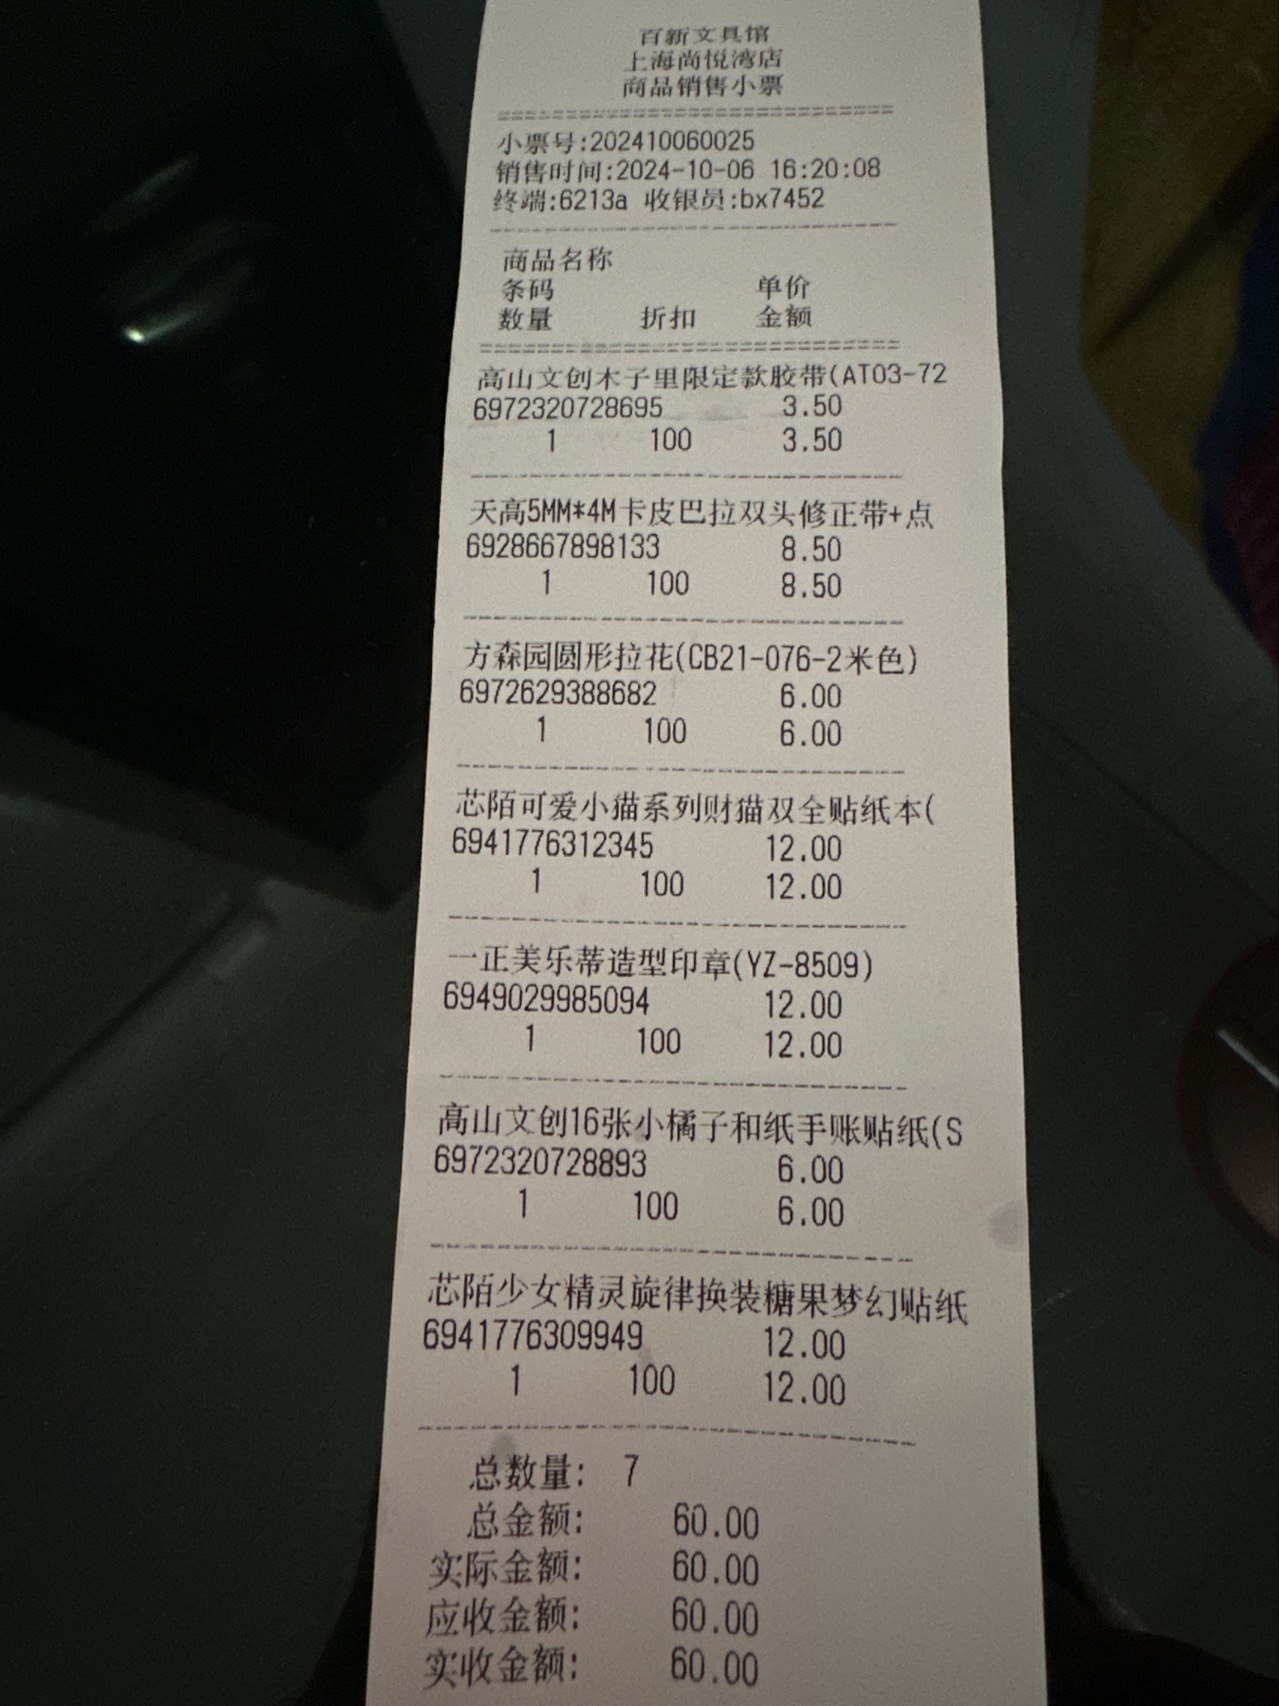 百新文具馆
上海尚悦湾店
商品销售小票
小票号:202410060025
销售时间:2024-10-06 16:20:08
终端:6213a 收银员:bx7452
商品名称
条码 单价
数量 折扣 金额
高山文创木子里限定款胶带(AT03-72
6972320728695 3.50
1 100 3.50
天高5MM*4M卡皮巴拉双头修正带+点
6928667898133 8.50
1 100 8.50
方森园圆形拉花(CB21-076-2米色)
6972629388682 6.00
1 100 6.00
芯陌可爱小猫系列财猫双全贴纸本(
6941776312345 12.00
1 100 12.00
一正美乐蒂造型印章(YZ-8509)
6949029985094 12.00
1 100 12.00
高山文创16张小橘子和纸手账贴纸(S
6972320728893 6.00
1 100 6.00
芯陌少女精灵旋律换装糖果梦幻贴纸
6941776309949 12.00
1 100 12.00
总数量: 7
总金额: 60.00
实际金额: 60.00
应收金额: 60.00
实收金额: 60.00